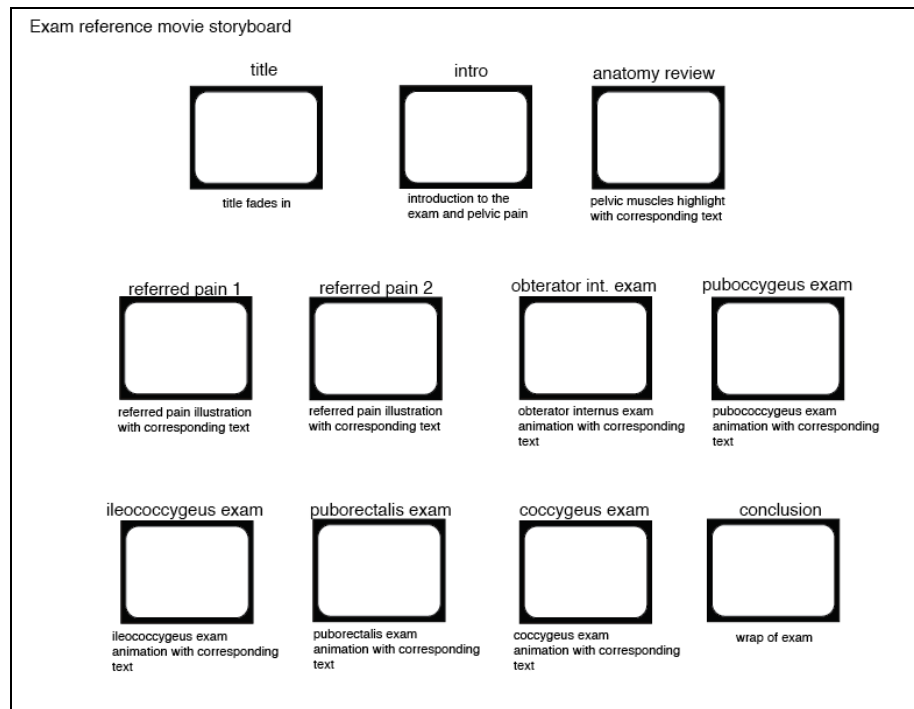 Exam reference movie storyboard
title
intro
anatomy review
title fades in
introduction to the
exam and pelvic pain
pelvic muscles highlight
with corresponding text
referred pain 1
referred pain 2
obterator int. exam
puboccygeus exam
referred pain illustration
with corresponding text
referred pain illustration
with corresponding text
obterator internus exam
animation with corresponding
text
pubococcygeus exam
animation with corresponding
text
ileococcygeus exam
puborectalis exam
coccygeus exam
conclusion
ileococcygeus exam
animation with corresponding
text
puborectalis exam
animation with corresponding
text
coccygeus exam
animation with corresponding
text
wrap of exam